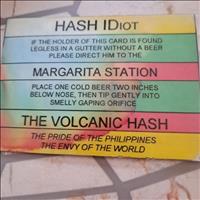 HASH IDiOT
IF THE HOLDER OF THIS CARD IS FOUND
LEGLESS IN A GUTTER WITHOUT A BEER
PLEASE DIRECT HIM TO THE
MARGARITA STATION
PLACE ONE COLD BEER TWO INCHES
BELOW NOSE, THEN TIP GENTLY INTO
SMELLY GAPING ORIFICE
THE VOLCANIC HASH
THE PRIDE OF THE PHILIPPINES
THE ENVY OF THE WORLD